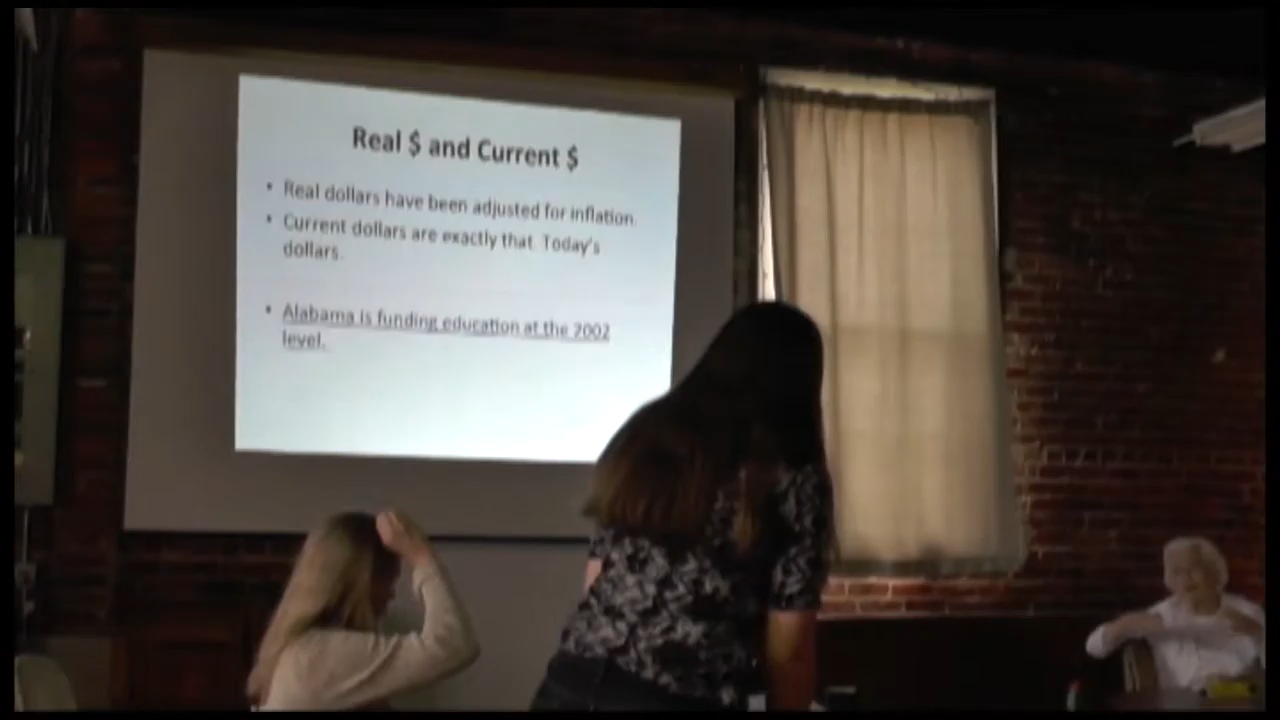 Real $ and Current $
• Real dollars have been adjusted for inflation.
• Current dollars are exactly that. Today's
dollars.
• Alabama is funding education at the 2002
level.